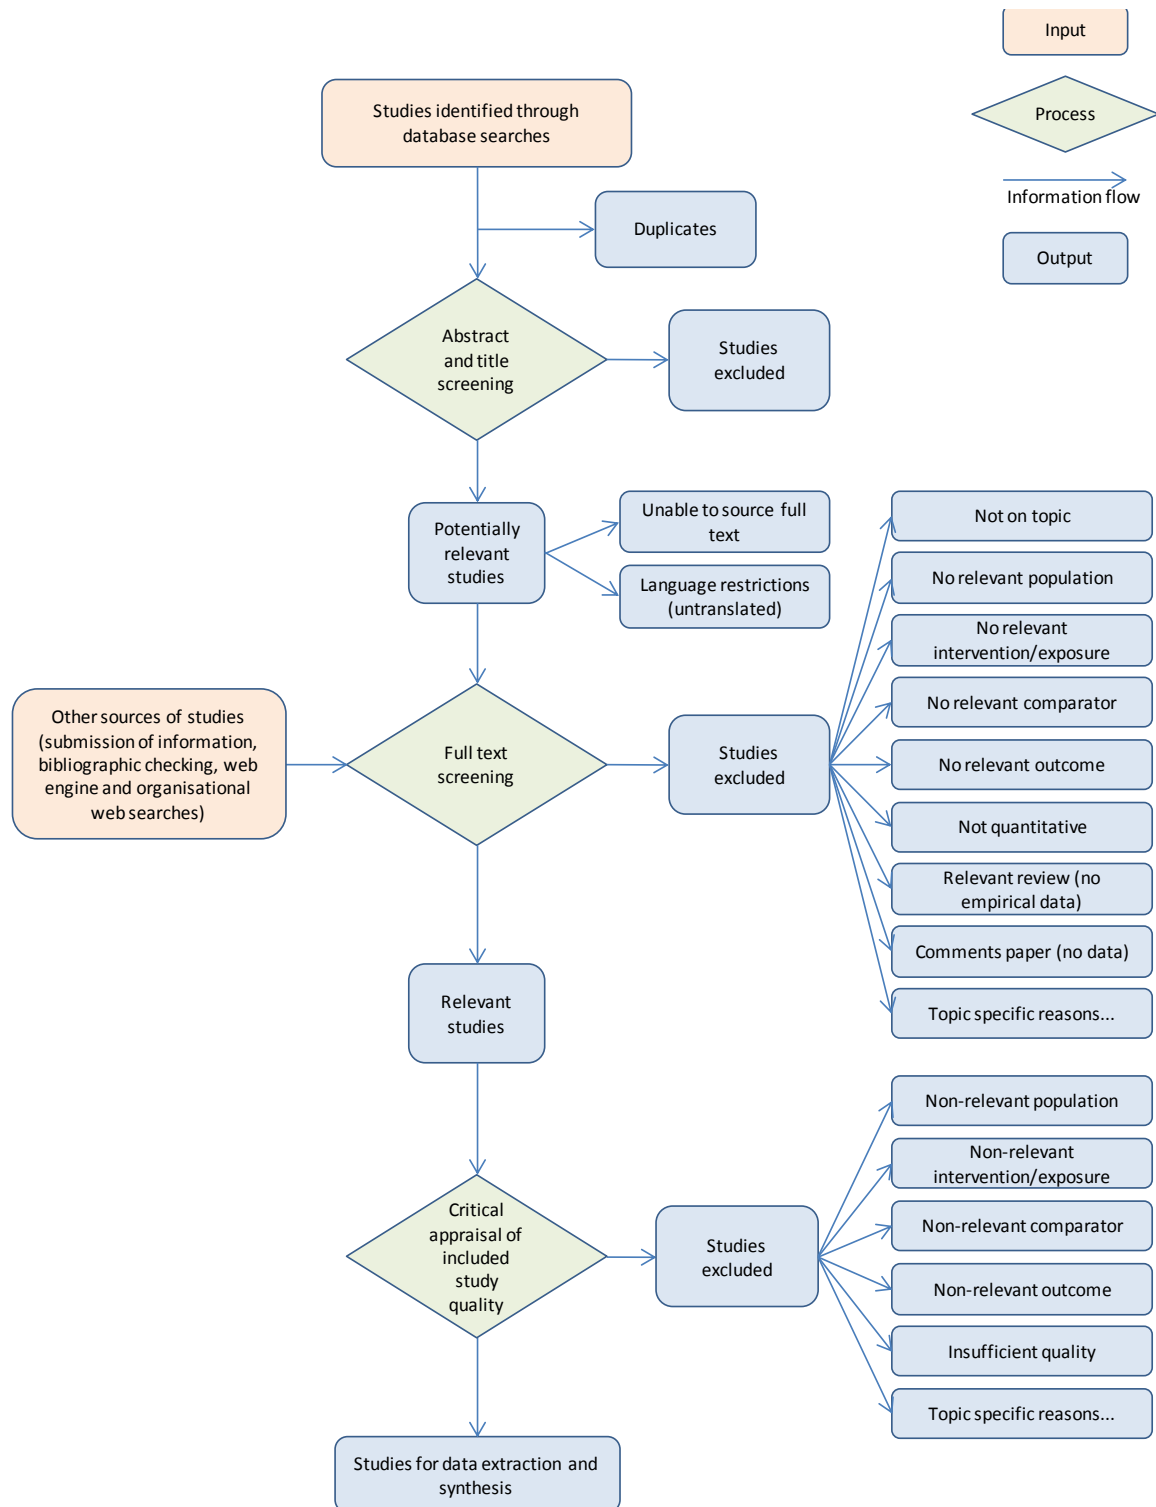 Input
Process
Information flow
Output
Studies identified through
database searches
Duplicates
Abstract
and title
screening
Studies
excluded
Potentially
relevant
studies
Unable to source full
text
Language restrictions
(untranslated)
Other sources of studies
(submission of information,
bibliographic checking, web
engine and organisational
web searches)
Full text
screening
Studies
excluded
Not on topic
No relevant population
No relevant
intervention/exposure
No relevant comparator
No relevant outcome
Not quantitative
Relevant review (no
empirical data)
Comments paper (no data)
Topic specific reasons...
Relevant
studies
Critical
appraisal of
included
study
quality
Studies
excluded
Non-relevant population
Non-relevant
intervention/exposure
Non-relevant comparator
Non-relevant outcome
Insufficient quality
Topic specific reasons...
Studies for data extraction and
synthesis